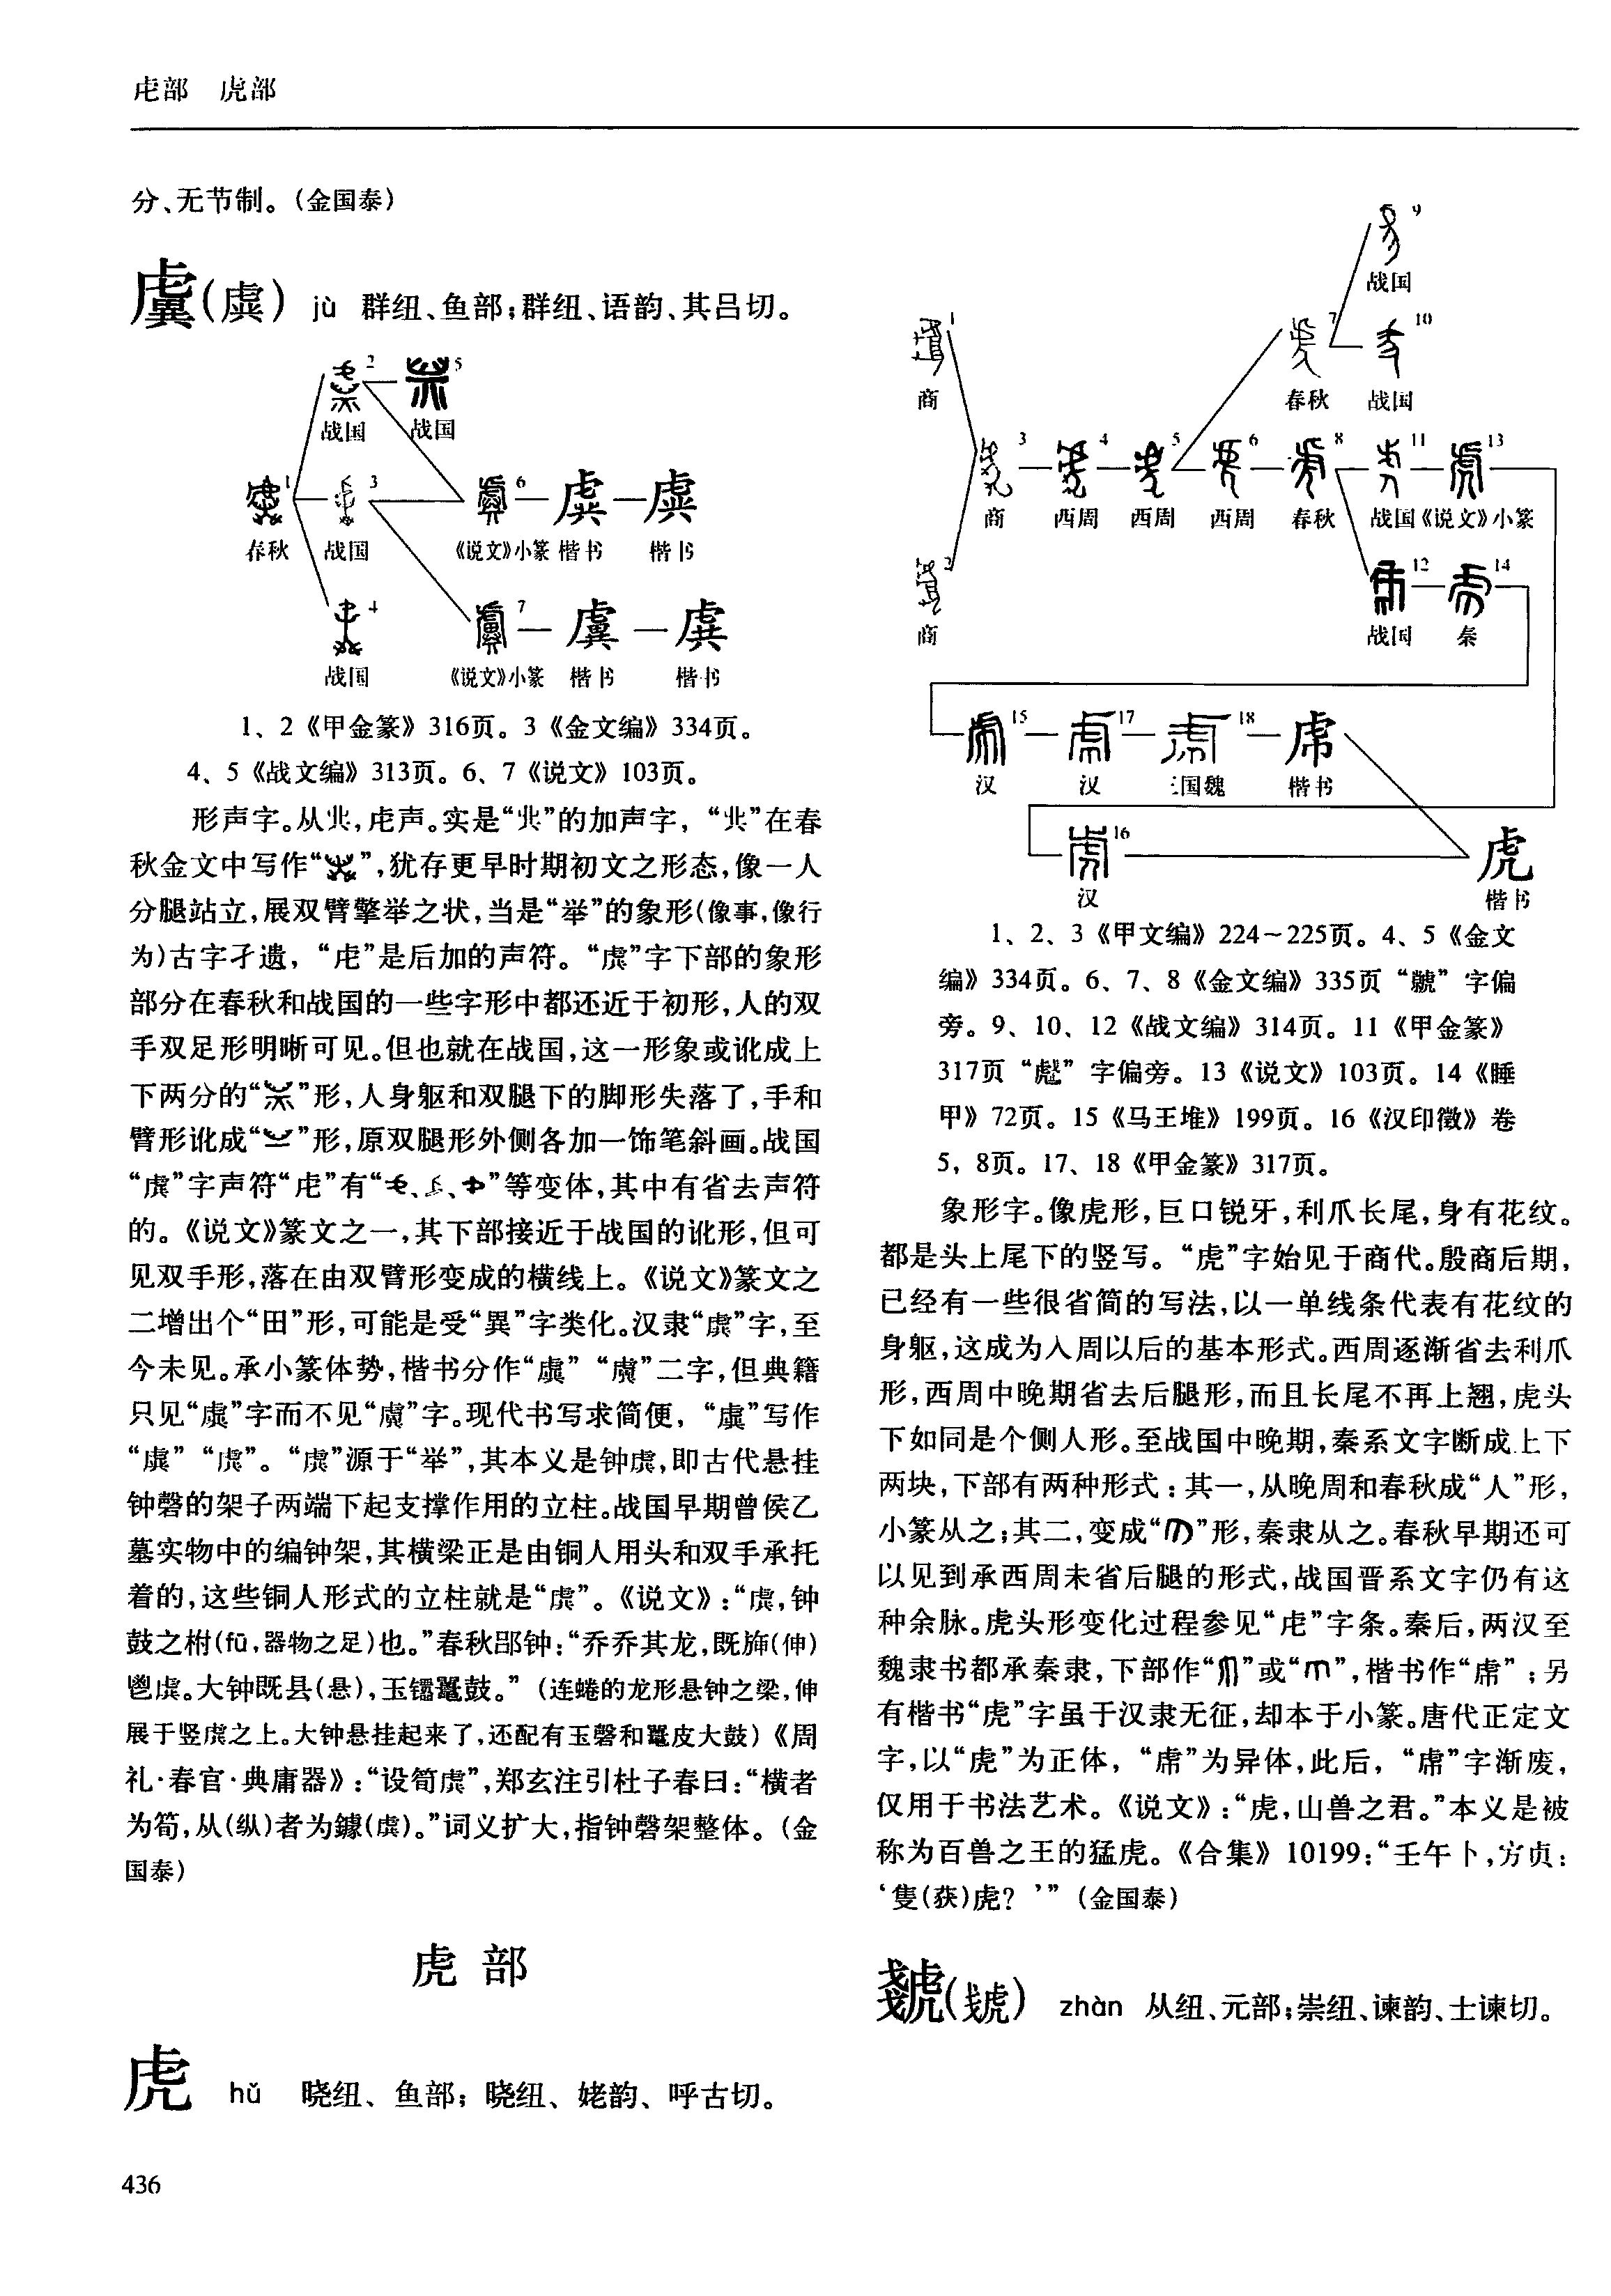 虍部 虎部
分、无节制。（金国泰）
虡（虞） jù 群纽、鱼部；群纽、语韵、其吕切。
2 5
战国 战国
1 3 6
春秋 战国 《说文》小篆 楷书 楷书
4 7
战国 《说文》小篆 楷书 楷书
1、2《甲金篆》316页。3《金文编》334页。
4、5《战文编》313页。6、7《说文》103页。
形声字。从，虍声。实是“”的加声字，“”在春
秋金文中写作“”，犹存更早时期初文之形态，像一人
分腿站立，展双臂擎举之状，当是“举”的象形（像事，像行
为）古字孑遗，“虍”是后加的声符。“虡”字下部的象形
部分在春秋和战国的一些字形中都还近于初形，人的双
手双足形明晰可见。但也就在战国，这一形象或讹成上
下两分的“”形，人身躯和双腿下的脚形失落了，手和
臂形讹成“”形，原双腿形外侧各加一饰笔斜画。战国
“虡”字声符“虍”有“、、”等变体，其中有省去声符
的。《说文》篆文之一，其下部接近于战国的讹形，但可
见双手形，落在由双臂形变成的横线上。《说文》篆文之
二增出个“田”形，可能是受“異”字类化。汉隶“虡”字，至
今未见。承小篆体势，楷书分作“”“”二字，但典籍
只见“”字而不见“”字。现代书写求简便，“”写作
“”“虡”。“虡”源于“举”，其本义是钟虡，即古代悬挂
钟磬的架子两端下起支撑作用的立柱。战国早期曾侯乙
墓实物中的编钟架，其横梁正是由铜人用头和双手承托
着的，这些铜人形式的立柱就是“虡”。《说文》：“虡，钟
鼓之柎（fū，器物之足）也。”春秋郘钟：“乔乔其龙，既旃（伸）
鬯虡。大钟既县（悬），玉鼍鼓。”（连蜷的龙形悬钟之梁，伸
展于竖虡之上。大钟悬挂起来了，还配有玉磬和鼍皮大鼓）《周
礼·春官·典庸器》：“设笱虡”，郑玄注引杜子春曰：“横者
为笱，从（纵）者为鐻（虡）。”词义扩大，指钟磬架整体。（金
国泰）
虎部
虎 hǔ 晓纽、鱼部；晓纽、姥韵、呼古切。
436
9
战国
1 7 10
商 春秋 战国
3 4 5 6 8 11 13
商 西周 西周 西周 春秋 战国《说文》小篆
2 12 14
商 战国 秦
15 17 18
汉 汉 三国魏 楷书
16 虎
汉 楷书
1、2、3《甲文编》224～225页。4、5《金文
编》334页。6、7、8《金文编》335页“虩”字偏
旁。9、10、12《战文编》314页。11《甲金篆》
317页“”字偏旁。13《说文》103页。14《睡
甲》72页。15《马王堆》199页。16《汉印徵》卷
5，8页。17、18《甲金篆》317页。
象形字。像虎形，巨口锐牙，利爪长尾，身有花纹。
都是头上尾下的竖写。“虎”字始见于商代。殷商后期，
已经有一些很省简的写法，以一单线条代表有花纹的
身躯，这成为入周以后的基本形式。西周逐渐省去利爪
形，西周中晚期省去后腿形，而且长尾不再上翘，虎头
下如同是个侧人形。至战国中晚期，秦系文字断成上下
两块，下部有两种形式：其一，从晚周和春秋成“人”形，
小篆从之；其二，变成“”形，秦隶从之。春秋早期还可
以见到承西周未省后腿的形式，战国晋系文字仍有这
种余脉。虎头形变化过程参见“虍”字条。秦后，两汉至
魏隶书都承秦隶，下部作“”或“”，楷书作“虒”；另
有楷书“虎”字虽于汉隶无征，却本于小篆。唐代正定文
字，以“虎”为正体，“”为异体，此后，“”字渐废，
仅用于书法艺术。《说文》：“虎，山兽之君。”本义是被
称为百兽之王的猛虎。《合集》10199：“壬午卜，㱿贞：
‘隻（获）虎？’”（金国泰）
（） zhàn 从纽、元部；崇纽、谏韵、士谏切。